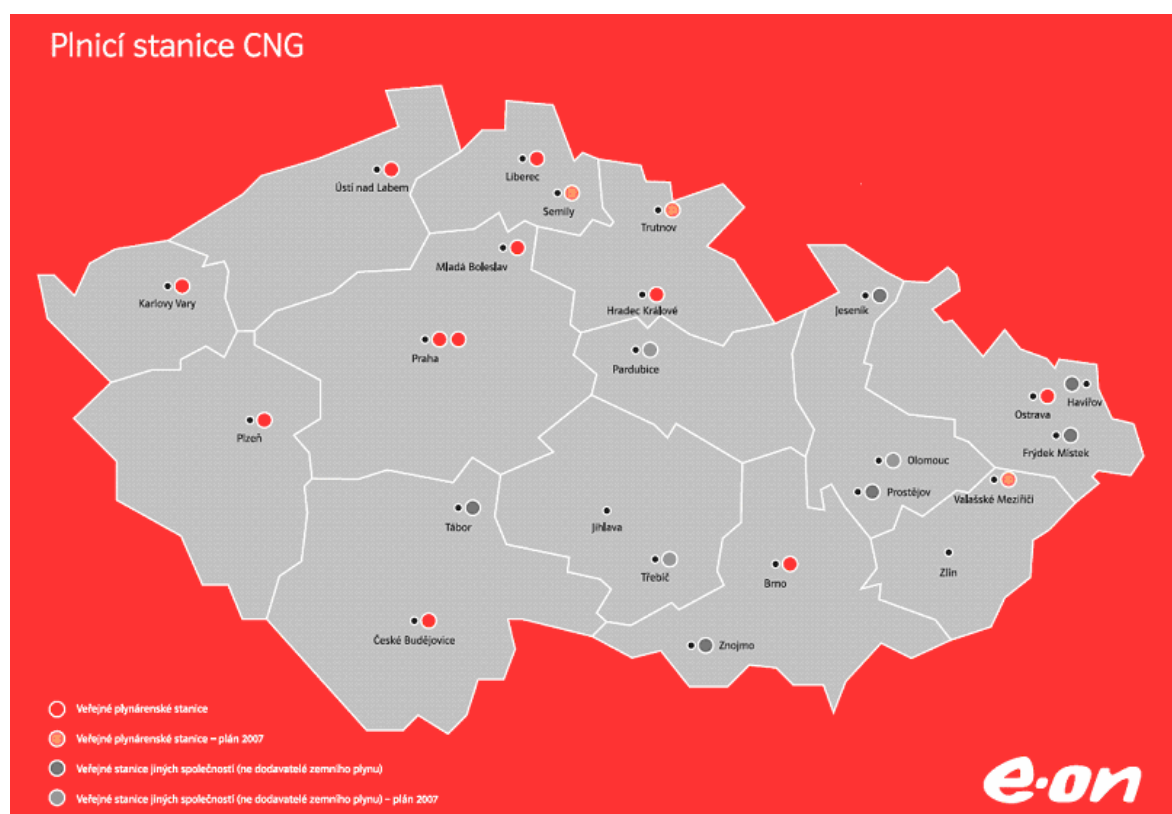 Plnicí stanice CNG
Liberec
Ústí nad Labem
Semily
Trutnov
Mladá Boleslav
Karlovy Vary
Hradec Králové
Jeseník
Praha
Pardubice
Havířov
Ostrava
Plzeň
Frýdek Místek
Olomouc
Prostějov
Valašské Meziříčí
Tábor
Jihlava
Třebíč
Brno
Zlín
České Budějovice
Znojmo
Veřejné plynárenské stanice
Veřejné plynárenské stanice – plán 2007
Veřejné stanice jiných společností (ne dodavatelé zemního plynu)
Veřejné stanice jiných společností (ne dodavatelé zemního plynu) – plán 2007
e·on